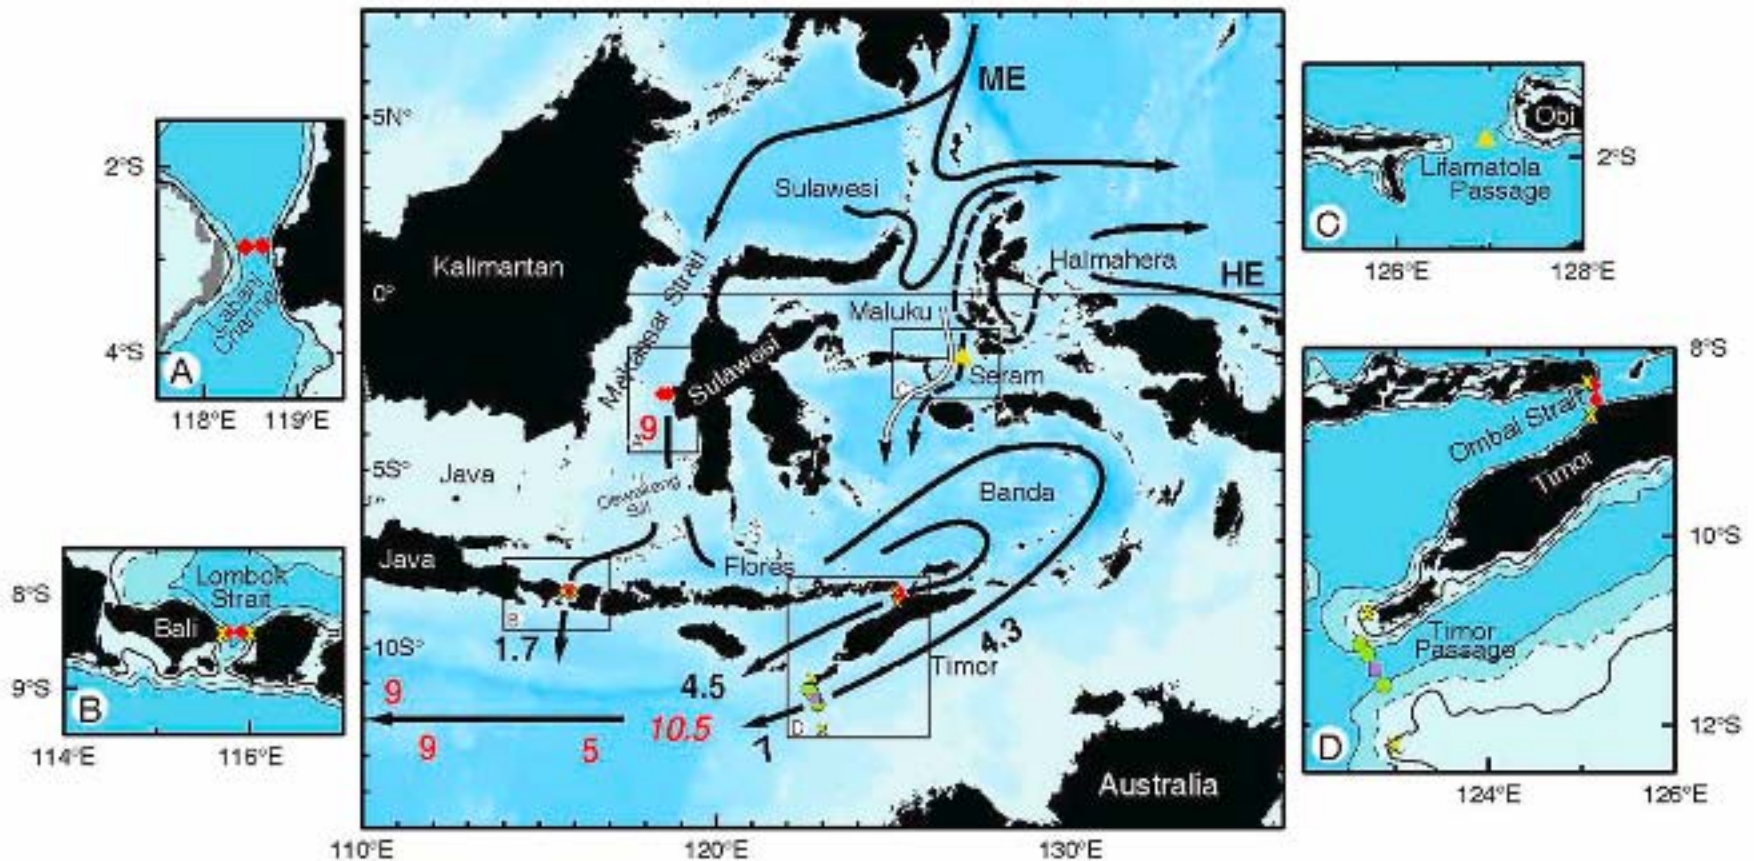 2°S
4°S
Labani
Channel
A
118°E
119°E
8°S
9°S
Lombok
Strait
Bali
B
114°E
116°E
5N°
0°
5S°
10S°
ME
Sulawesi
Kalimantan
Makassar Strait
Halmahera
HE
Maluku
Sulawesi
Seram
C
9
A
Java
Dewakang
Sill
Banda
Java
Flores
B
1.7
4.3
Timor
4.5
9
10.5
9
5
7
D
Australia
110°E
120°E
130°E
Obi
Lifamatola
Passage
2°S
C
126°E
128°E
8°S
Ombai Strait
Timor
10°S
Timor
Passage
12°S
D
124°E
126°E